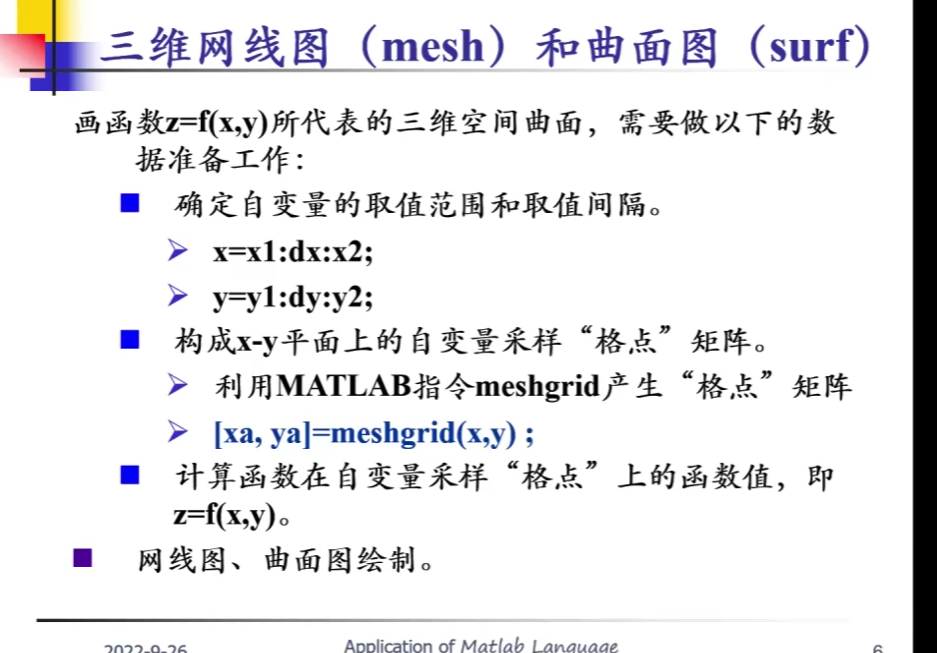 三维网线图（mesh）和曲面图（surf）
画函数z=f(x,y)所代表的三维空间曲面，需要做以下的数
据准备工作：
确定自变量的取值范围和取值间隔。
x=x1:dx:x2;
y=y1:dy:y2;
构成x-y平面上的自变量采样“格点”矩阵。
利用MATLAB指令meshgrid产生“格点”矩阵
[xa, ya]=meshgrid(x,y) ;
计算函数在自变量采样“格点”上的函数值，即
z=f(x,y)。
网线图、曲面图绘制。
2022-9-26 Application of Matlab Language 6